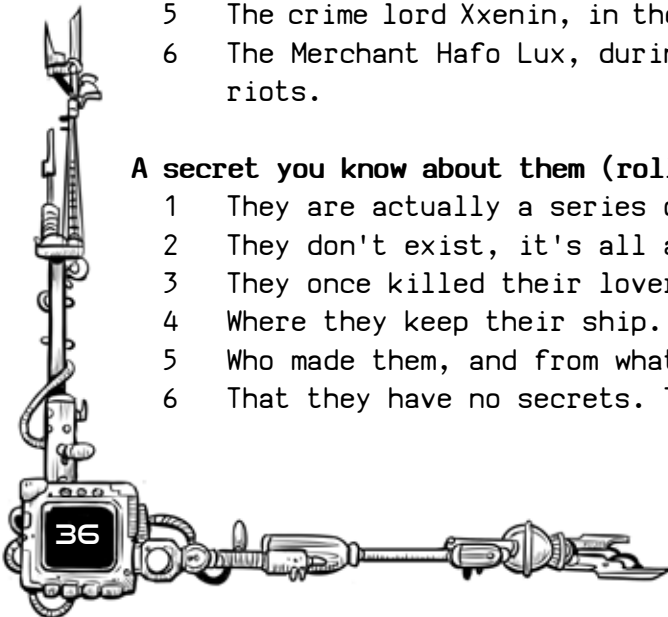 5 The crime lord Xxenin, in the
6 The Merchant Hafo Lux, durin
riots.
A secret you know about them (rol
1 They are actually a series o
2 They don't exist, it's all a
3 They once killed their lover
4 Where they keep their ship.
5 Who made them, and from what
6 That they have no secrets.
36